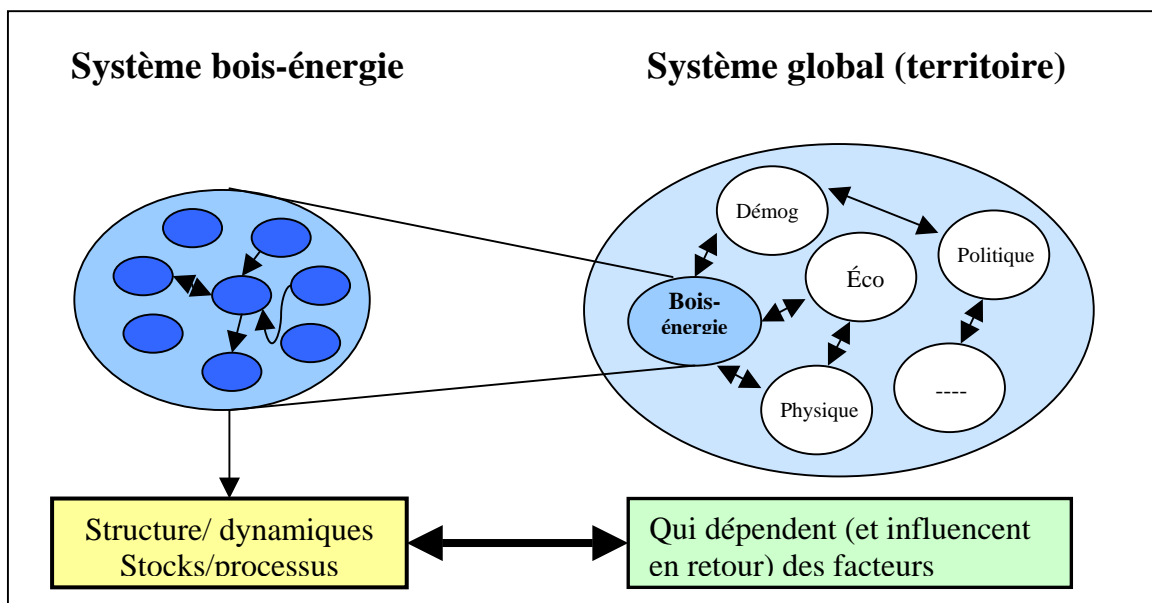 Système bois-énergie
Système global (territoire)
Démog
Politique
Éco
Bois-
énergie
Physique
----
Structure/ dynamiques
Stocks/processus
Qui dépendent (et influencent
en retour) des facteurs